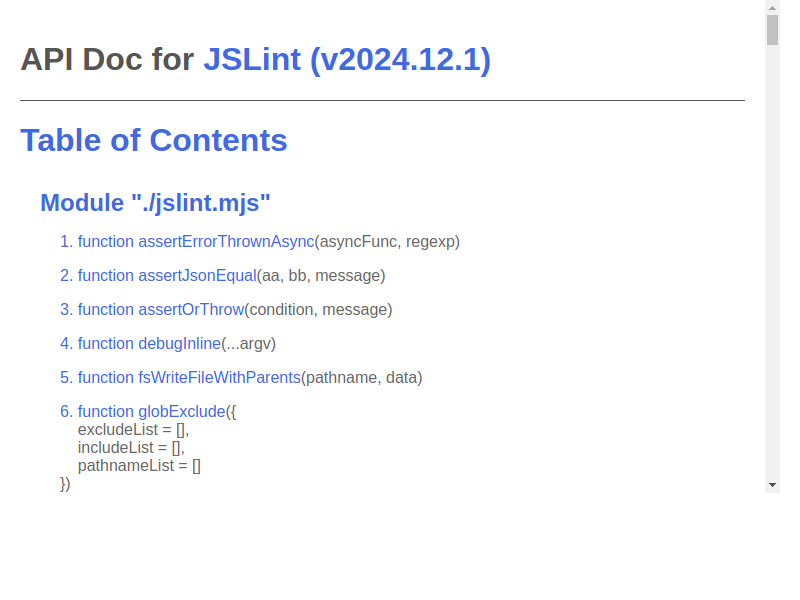 API Doc for JSLint (v2024.12.1)
Table of Contents
Module "./jslint.mjs"
1. function assertErrorThrownAsync(asyncFunc, regexp)
2. function assertJsonEqual(aa, bb, message)
3. function assertOrThrow(condition, message)
4. function debugInline(...argv)
5. function fsWriteFileWithParents(pathname, data)
6. function globExclude({
excludeList = [],
includeList = [],
pathnameList = []
})